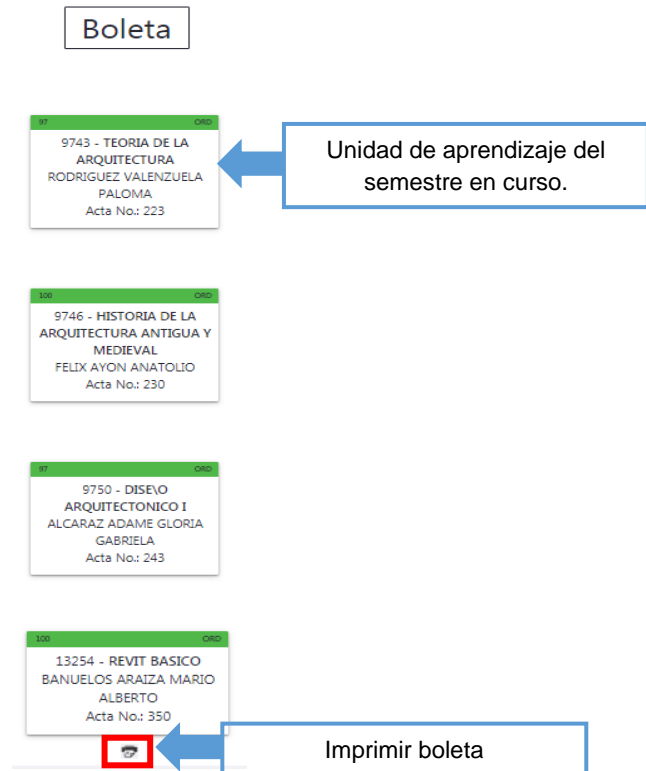 Boleta
97 ORD
9743 - TEORIA DE LA
ARQUITECTURA
RODRIGUEZ VALENZUELA
PALOMA
Acta No.: 223
Unidad de aprendizaje del
semestre en curso.
100 ORD
9746 - HISTORIA DE LA
ARQUITECTURA ANTIGUA Y
MEDIEVAL
FELIX AYON ANATOLIO
Acta No.: 230
97 ORD
9750 - DISE\O
ARQUITECTONICO I
ALCARAZ ADAME GLORIA
GABRIELA
Acta No.: 243
100 ORD
13254 - REVIT BASICO
BANUELOS ARAIZA MARIO
ALBERTO
Acta No.: 350
Imprimir boleta